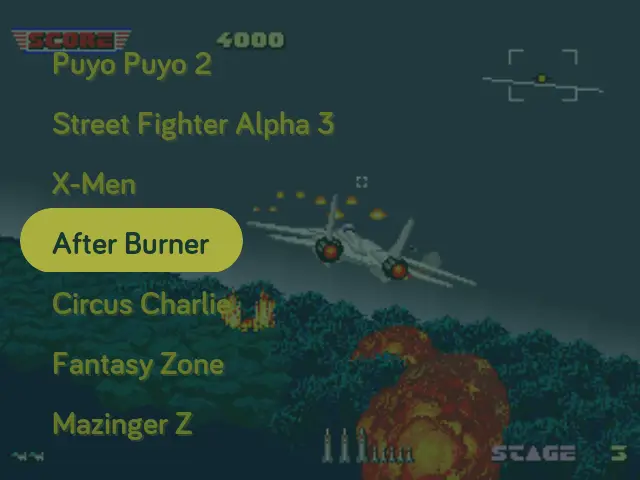 SCORE 4000
Puyo Puyo 2
Street Fighter Alpha 3
X-Men
After Burner
Circus Charlie
Fantasy Zone
Mazinger Z
STAGE 3